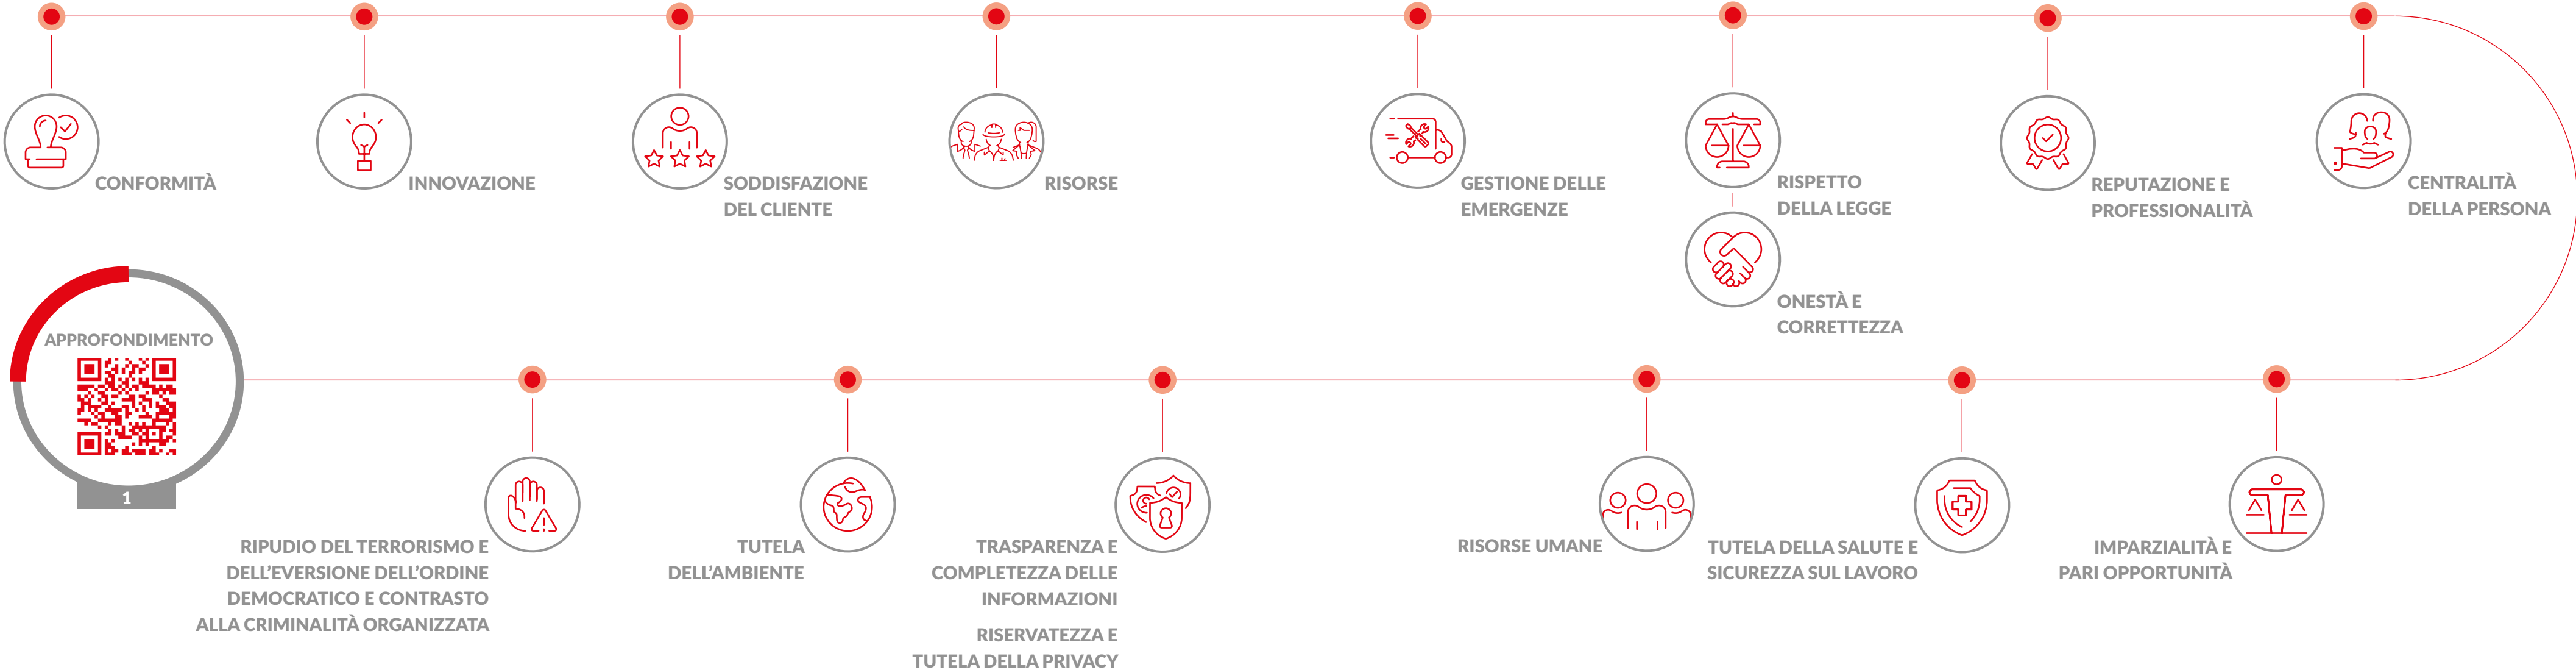 CONFORMITÀ
INNOVAZIONE
SODDISFAZIONE
DEL CLIENTE
RISORSE
GESTIONE DELLE
EMERGENZE
RISPETTO
DELLA LEGGE
ONESTÀ E
CORRETTEZZA
REPUTAZIONE E
PROFESSIONALITÀ
CENTRALITÀ
DELLA PERSONA
APPROFONDIMENTO
1
RIPUDIO DEL TERRORISMO E
DELL’EVERSIONE DELL’ORDINE
DEMOCRATICO E CONTRASTO
ALLA CRIMINALITÀ ORGANIZZATA
TUTELA
DELL’AMBIENTE
TRASPARENZA E
COMPLETEZZA DELLE
INFORMAZIONI
RISERVATEZZA E
TUTELA DELLA PRIVACY
RISORSE UMANE
TUTELA DELLA SALUTE E
SICUREZZA SUL LAVORO
IMPARZIALITÀ E
PARI OPPORTUNITÀ